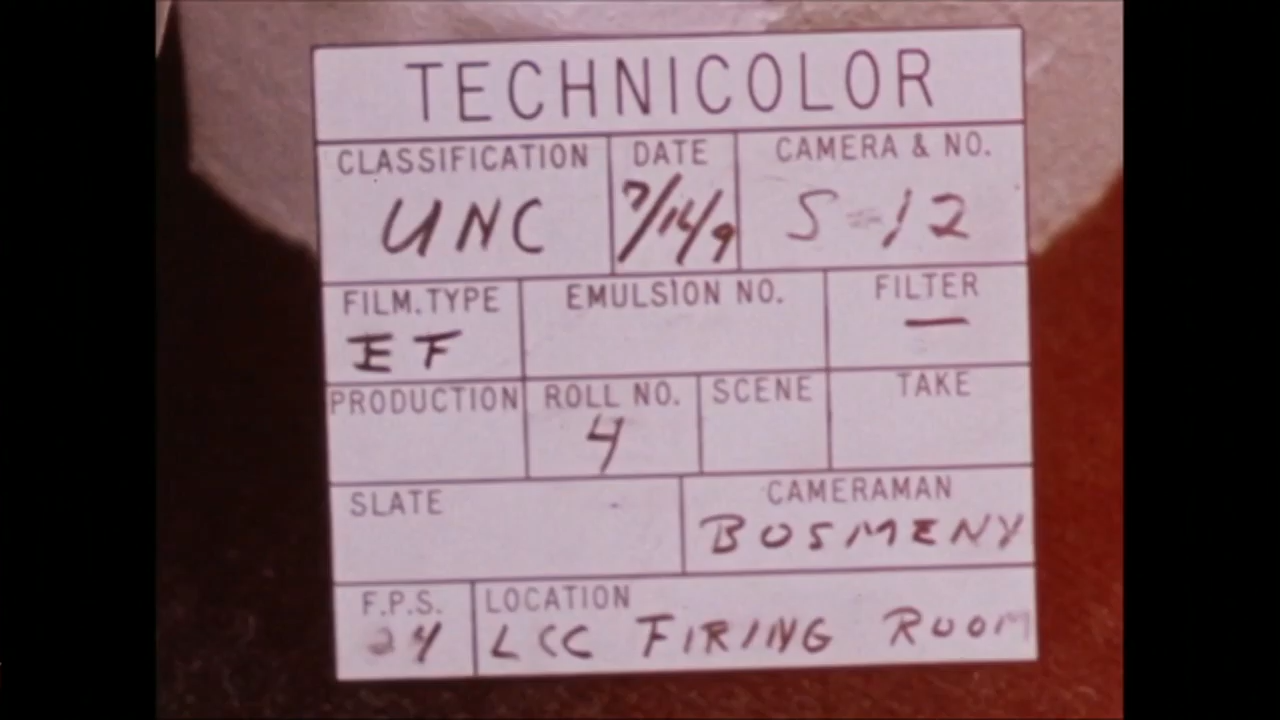 TECHNICOLOR
CLASSIFICATION DATE CAMERA & NO.
UNC 7/14/9 S-12
FILM.TYPE EMULSION NO. FILTER
EF —
PRODUCTION ROLL NO. SCENE TAKE
4
SLATE CAMERAMAN
BOSMENY
F.P.S. LOCATION
24 LCC FIRING ROOM